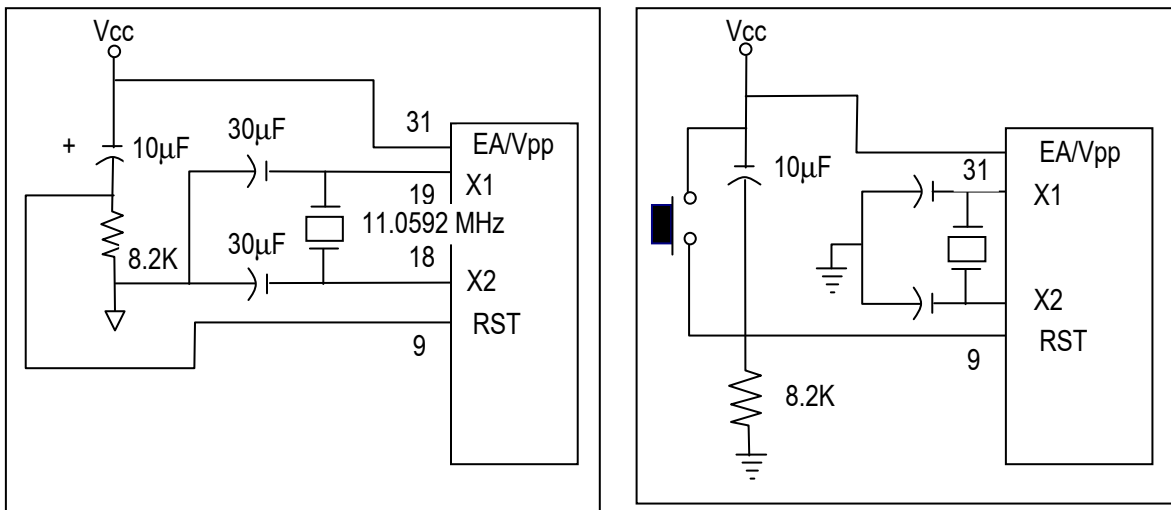 Vcc
31
30µF
+ 10µF
EA/Vpp
19
X1
11.0592 MHz
30µF
8.2K
18
X2
RST
9
Vcc
EA/Vpp
10µF
31
X1
X2
RST
9
8.2K